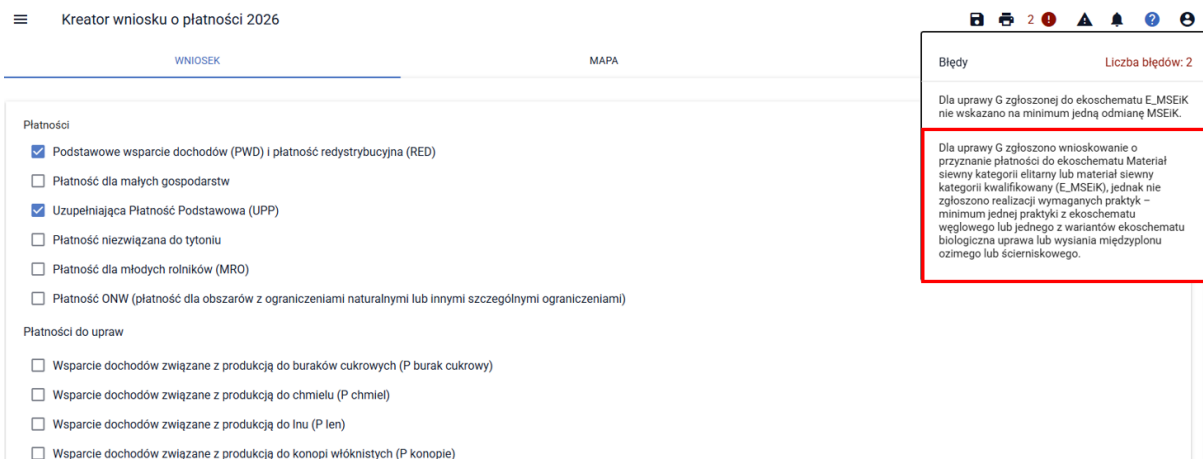 Kreator wniosku o płatności 2026
2
WNIOSEK
MAPA
Płatności
Podstawowe wsparcie dochodów (PWD) i płatność redystrybucyjna (RED)
Płatność dla małych gospodarstw
Uzupełniająca Płatność Podstawowa (UPP)
Płatność niezwiązana do tytoniu
Płatność dla młodych rolników (MRO)
Płatność ONW (płatność dla obszarów z ograniczeniami naturalnymi lub innymi szczególnymi ograniczeniami)
Płatności do upraw
Wsparcie dochodów związane z produkcją do buraków cukrowych (P burak cukrowy)
Wsparcie dochodów związane z produkcją do chmielu (P chmiel)
Wsparcie dochodów związane z produkcją do lnu (P len)
Wsparcie dochodów związane z produkcją do konopi włóknistych (P konopie)
Błędy
Liczba błędów: 2
Dla uprawy G zgłoszonej do ekoschematu E_MSEiK
nie wskazano na minimum jedną odmianę MSEiK.
Dla uprawy G zgłoszono wnioskowanie o
przyznanie płatności do ekoschematu Materiał
siewny kategorii elitarny lub materiał siewny
kategorii kwalifikowany (E_MSEiK), jednak nie
zgłoszono realizacji wymaganych praktyk –
minimum jednej praktyki z ekoschematu
węglowego lub jednego z wariantów ekoschematu
biologiczna uprawa lub wysiania międzyplonu
ozimego lub ścierniskowego.